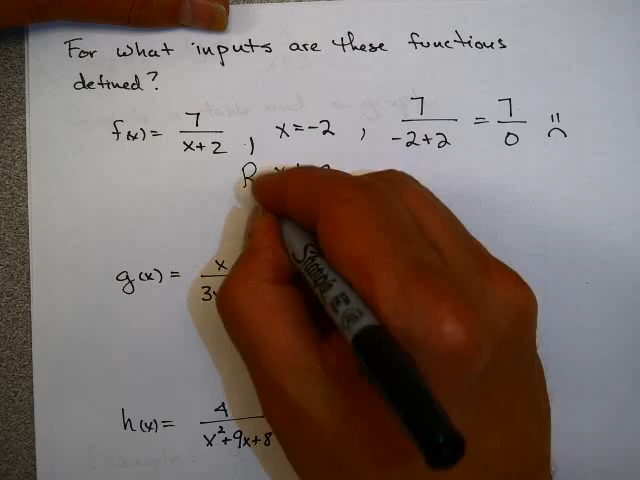 For what inputs are these functions
defined?
f(x) = 7/(x+2) , x = -2 , 7/(-2+2) = 7/0
R
g(x) = x
h(x) = 4/(x²+9x+8
Sharpie